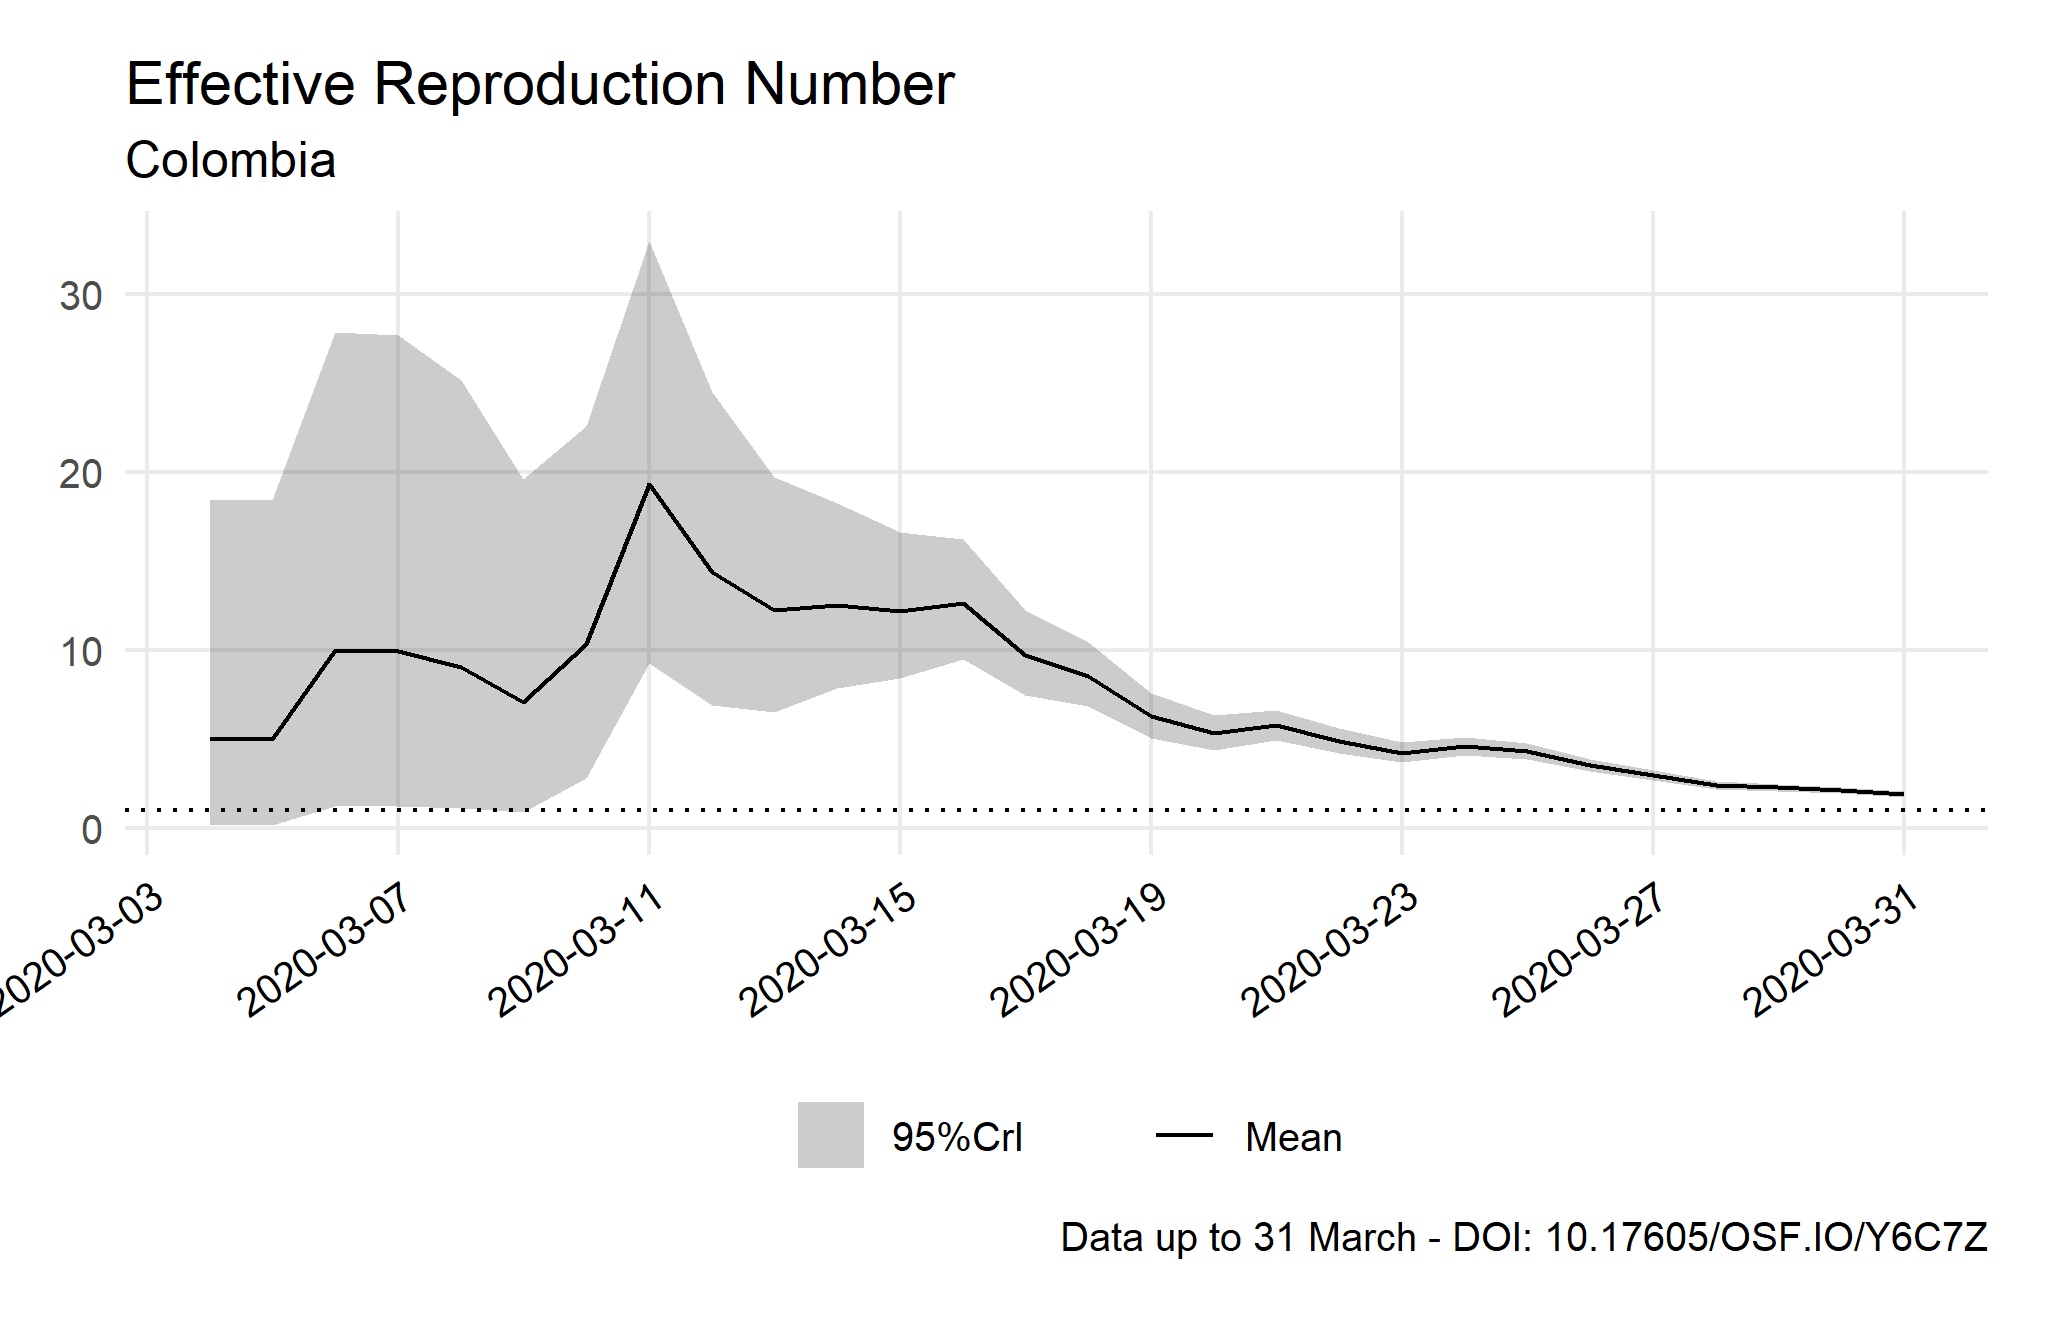 Effective Reproduction Number
Colombia
30
20
10
0
2020-03-03
2020-03-07
2020-03-11
2020-03-15
2020-03-19
2020-03-23
2020-03-27
2020-03-31
95%CrI
Mean
Data up to 31 March - DOI: 10.17605/OSF.IO/Y6C7Z